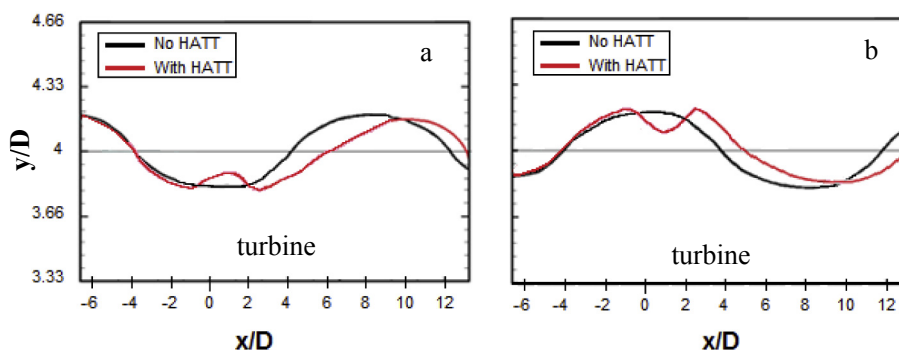 4.66
4.33
4
3.66
3.33
y/D
No HATT
With HATT
a
turbine
-6 -4 -2 0 2 4 6 8 10 12
x/D
No HATT
With HATT
b
turbine
-6 -4 -2 0 2 4 6 8 10 12
x/D